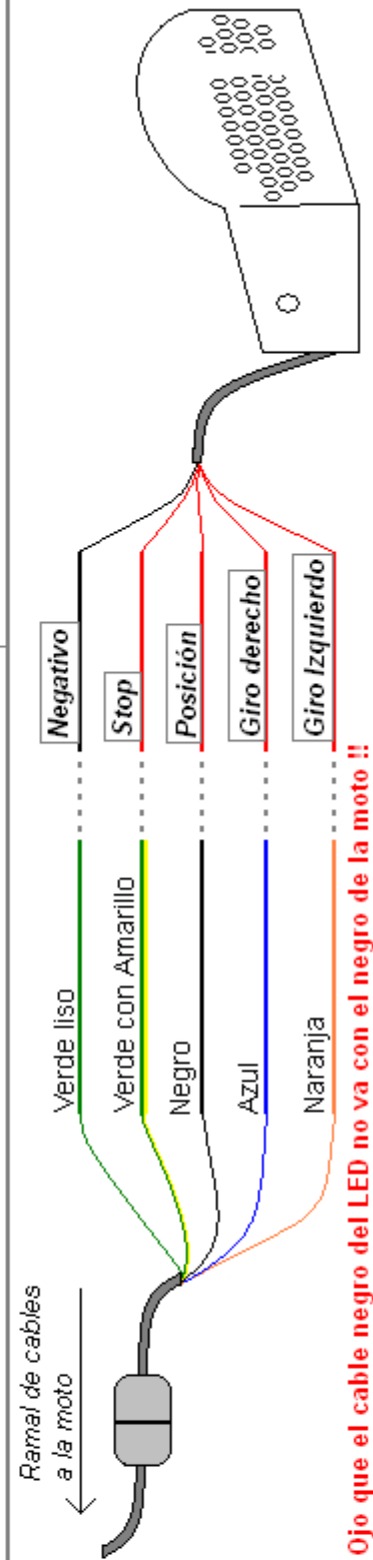 Ramal de cables
a la moto
Verde liso
Negativo
Verde con Amarillo
Stop
Negro
Posición
Azul
Giro derecho
Naranja
Giro Izquierdo
Ojo que el cable negro del LED no va con el negro de la moto !!